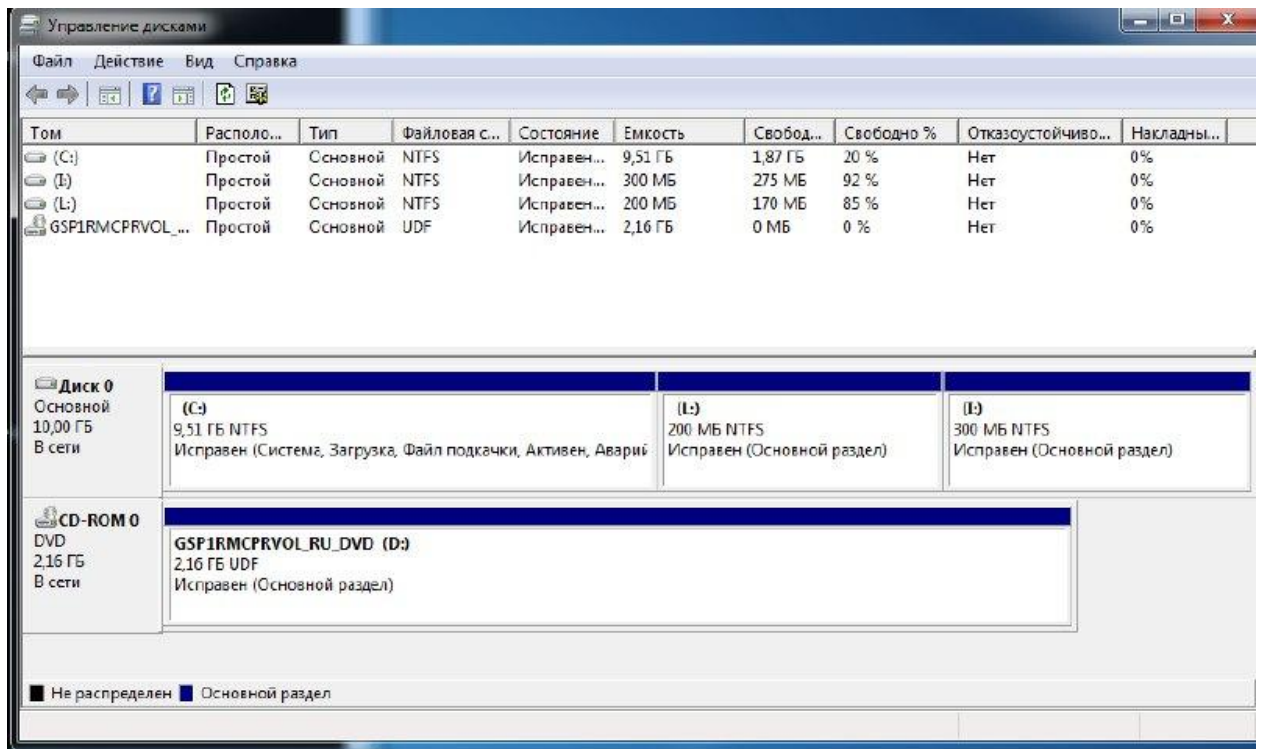 Управление дисками
Файл Действие Вид Справка
Том Располо... Тип Файловая с... Состояние Емкость Свобод... Свободно % Отказоустойчиво... Накладны...
(C:) Простой Основной NTFS Исправен... 9,51 ГБ 1,87 ГБ 20 % Нет 0%
(I:) Простой Основной NTFS Исправен... 300 МБ 275 МБ 92 % Нет 0%
(L:) Простой Основной NTFS Исправен... 200 МБ 170 МБ 85 % Нет 0%
GSP1RMCPRVOL_... Простой Основной UDF Исправен... 2,16 ГБ 0 МБ 0 % Нет 0%
Диск 0
Основной
10,00 ГБ
В сети
(C:)
9,51 ГБ NTFS
Исправен (Система, Загрузка, Файл подкачки, Активен, Аварий
(L:)
200 МБ NTFS
Исправен (Основной раздел)
(I:)
300 МБ NTFS
Исправен (Основной раздел)
CD-ROM 0
DVD
2,16 ГБ
В сети
GSP1RMCPRVOL_RU_DVD (D:)
2,16 ГБ UDF
Исправен (Основной раздел)
Не распределен Основной раздел